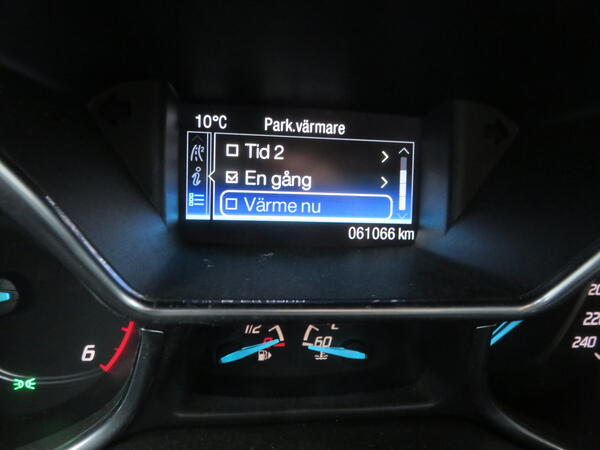 10°C Park.värmare
Tid 2
En gång
Värme nu
061066 km
6
1/2
60
220
240